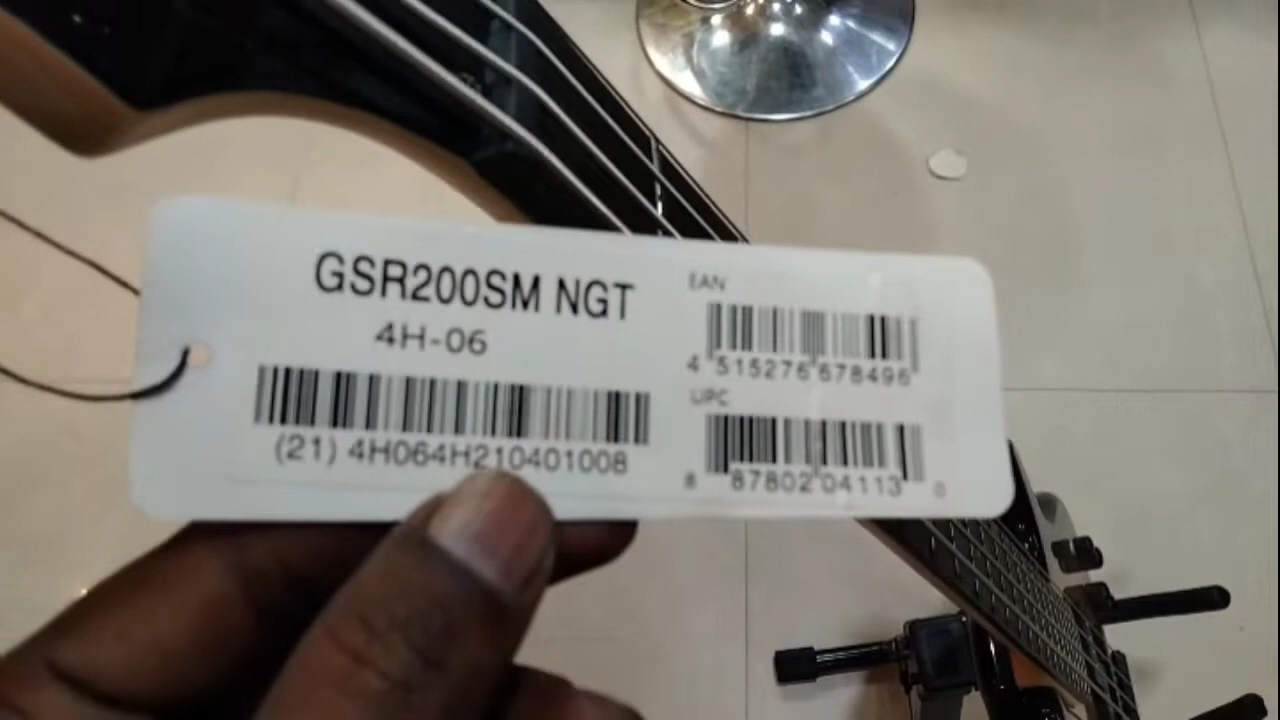 GSR200SM NGT
4H-06
(21) 4H064H210401008
EAN
4 515276 678496
UPC
8 87802 04113 0